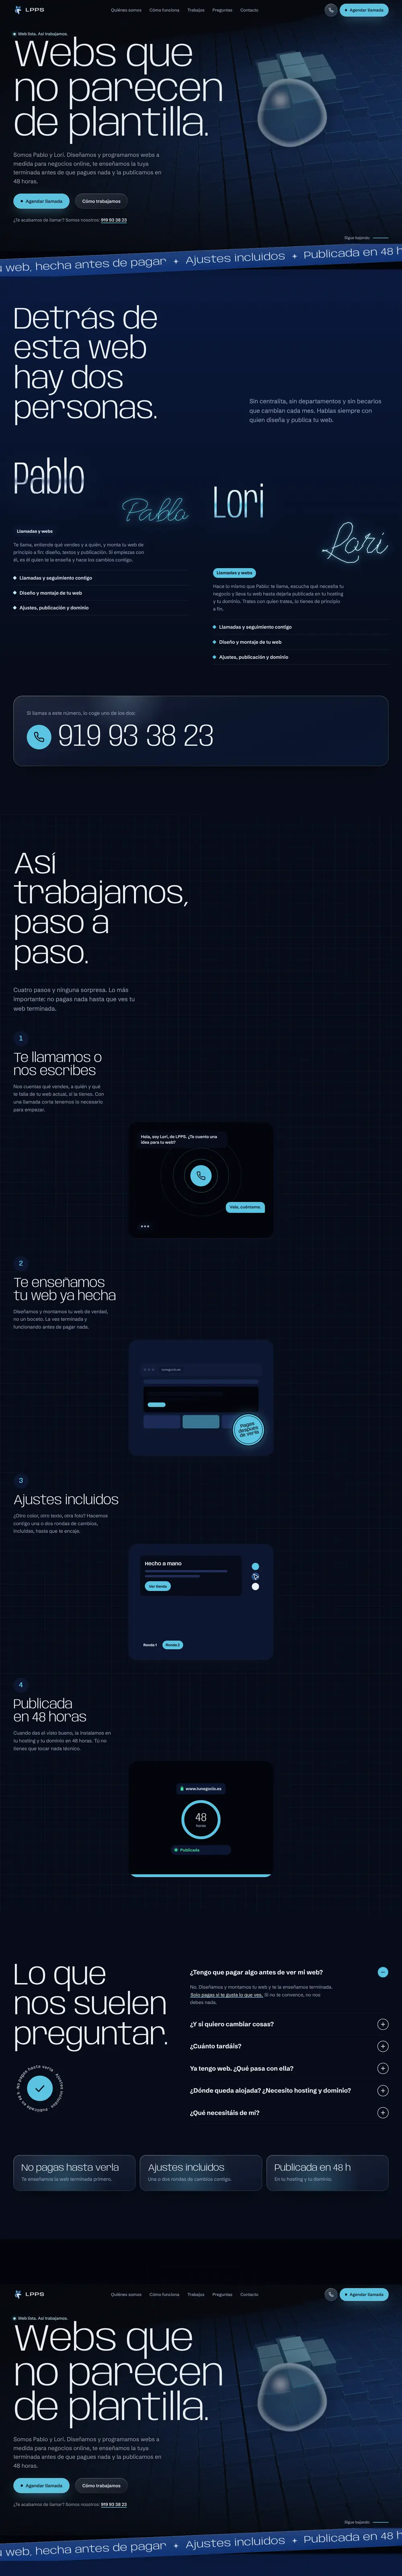 LPPS
Quiénes somos Cómo funciona Trabajos Preguntas Contacto
Agendar llamada
Web lista. Así trabajamos.
Webs que
no parecen
de plantilla.
Somos Pablo y Lori. Diseñamos y programamos webs a
medida para negocios online, te enseñamos la tuya
terminada antes de que pagues nada y la publicamos en
48 horas.
Agendar llamada
Cómo trabajamos
¿Te acabamos de llamar? Somos nosotros: 919 93 38 23
Sigue bajando
web, hecha antes de pagar + Ajustes incluidos + Publicada en 48 h
Detrás de
esta web
hay dos
personas.
Sin centralita, sin departamentos y sin becarios
que cambian cada mes. Hablas siempre con
quien diseña y publica tu web.
Pablo
Pablo
Llamadas y webs
Te llama, entiende qué vendes y a quién, y monta tu web de
principio a fin: diseño, textos y publicación. Si empiezas con
él, es él quien te la enseña y hace los cambios contigo.
Llamadas y seguimiento contigo
Diseño y montaje de tu web
Ajustes, publicación y dominio
Lori
Lori
Llamadas y webs
Hace lo mismo que Pablo: te llama, escucha qué necesita tu
negocio y lleva tu web hasta dejarla publicada en tu hosting
y tu dominio. Tratas con quien tratas, lo tienes de principio
a fin.
Llamadas y seguimiento contigo
Diseño y montaje de tu web
Ajustes, publicación y dominio
Si llamas a este número, lo coge uno de los dos:
919 93 38 23
Así
trabajamos,
paso a
paso.
Cuatro pasos y ninguna sorpresa. Lo más
importante: no pagas nada hasta que ves tu
web terminada.
1
Te llamamos o
nos escribes
Nos cuentas qué vendes, a quién y qué
te falla de tu web actual, si la tienes. Con
una llamada corta tenemos lo necesario
para empezar.
Hola, soy Lori, de LPPS. ¿Te cuento una
idea para tu web?
Vale, cuéntame.
2
Te enseñamos
tu web ya hecha
Diseñamos y montamos tu web de verdad,
no un boceto. La ves terminada y
funcionando antes de pagar nada.
tunegocio.es
Pagas
después
de verla
3
Ajustes incluidos
¿Otro color, otro texto, otra foto? Hacemos
contigo una o dos rondas de cambios,
incluidas, hasta que te encaje.
Hecho a mano
Ver tienda
Ronda 1
Ronda 2
4
Publicada
en 48 horas
Cuando das el visto bueno, la instalamos en
tu hosting y tu dominio en 48 horas. Tú no
tienes que tocar nada técnico.
www.tunegocio.es
48
horas
Publicada
Lo que
nos suelen
preguntar.
No pagas hasta verla · Ajustes incluidos · Publicada en 48 h
¿Tengo que pagar algo antes de ver mi web?
No. Diseñamos y montamos tu web y te la enseñamos terminada.
Solo pagas si te gusta lo que ves. Si no te convence, no nos
debes nada.
¿Y si quiero cambiar cosas?
¿Cuánto tardáis?
Ya tengo web. ¿Qué pasa con ella?
¿Dónde queda alojada? ¿Necesito hosting y dominio?
¿Qué necesitáis de mí?
No pagas hasta verla
Te enseñamos la web terminada primero.
Ajustes incluidos
Una o dos rondas de cambios contigo.
Publicada en 48 h
En tu hosting y tu dominio.
LPPS
Quiénes somos Cómo funciona Trabajos Preguntas Contacto
Agendar llamada
Web lista. Así trabajamos.
Webs que
no parecen
de plantilla.
Somos Pablo y Lori. Diseñamos y programamos webs a
medida para negocios online, te enseñamos la tuya
terminada antes de que pagues nada y la publicamos en
48 horas.
Agendar llamada
Cómo trabajamos
¿Te acabamos de llamar? Somos nosotros: 919 93 38 23
Sigue bajando
web, hecha antes de pagar + Ajustes incluidos + Publicada en 48 h